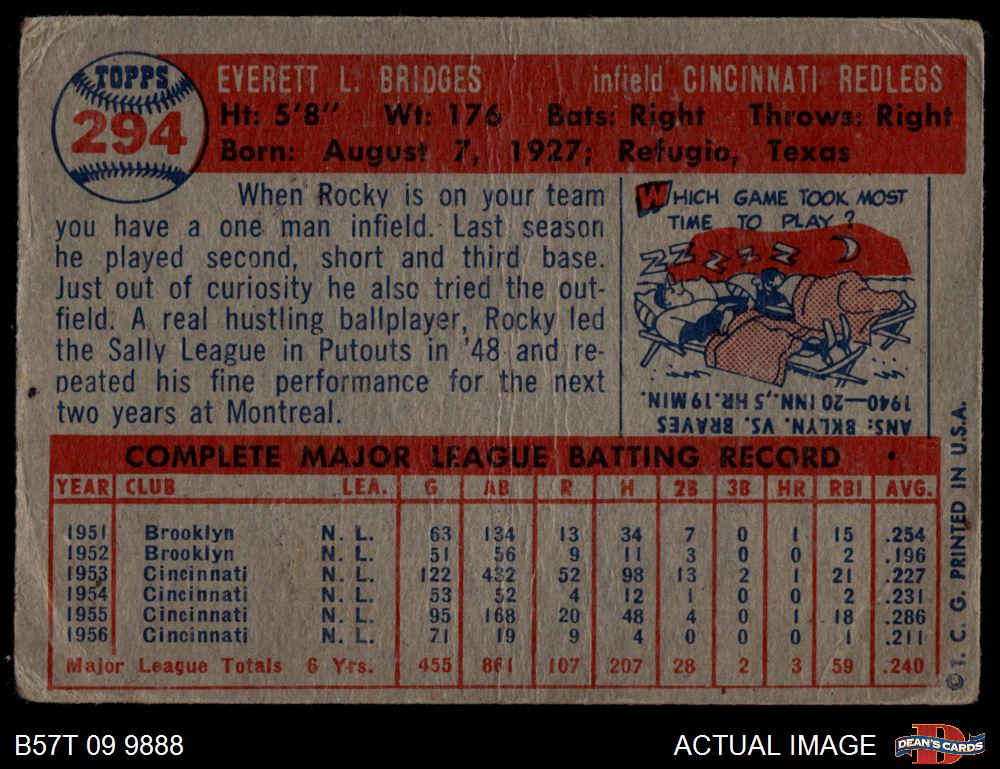 TOPPS
294
EVERETT L. BRIDGES infield CINCINNATI REDLEGS
Ht: 5'8" Wt: 176 Bats: Right Throws: Right
Born: August 7, 1927; Refugio, Texas
When Rocky is on your team
you have a one man infield. Last season
he played second, short and third base.
Just out of curiosity he also tried the out-
field. A real hustling ballplayer, Rocky led
the Sally League in Putouts in '48 and re-
peated his fine performance for the next
two years at Montreal.
WHICH GAME TOOK MOST
TIME TO PLAY?
ZZ ZZZZ
ANS: BKLYN. VS. BRAVES
1940—20 INN., 5 HR. 19 MIN.
COMPLETE MAJOR LEAGUE BATTING RECORD
YEAR CLUB LEA. G AB R H 2B 3B HR RBI AVG.
1951 Brooklyn N. L. 63 134 13 34 7 0 1 15 .254
1952 Brooklyn N. L. 51 56 9 11 3 0 0 2 .196
1953 Cincinnati N. L. 122 432 52 98 13 2 1 21 .227
1954 Cincinnati N. L. 53 52 4 12 1 0 0 2 .231
1955 Cincinnati N. L. 95 168 20 48 4 0 1 18 .286
1956 Cincinnati N. L. 71 19 9 4 0 0 0 1 .211
Major League Totals 6 Yrs. 455 861 107 207 28 2 3 59 .240
© T. C. G. PRINTED IN U.S.A.
B57T 09 9888
ACTUAL IMAGE
D
DEAN'S CARDS